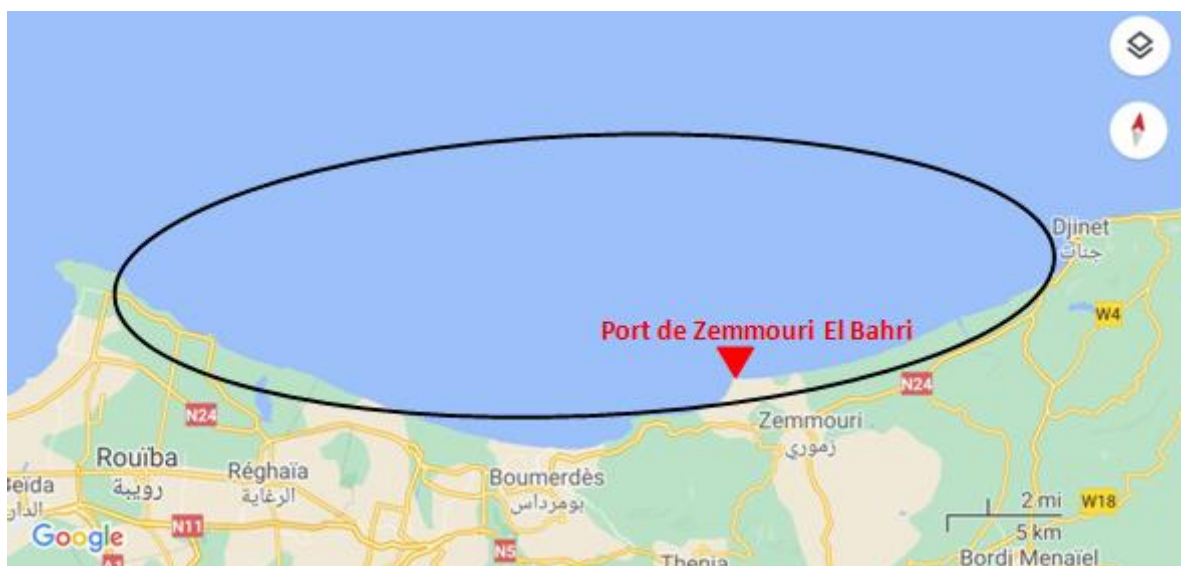 Djinet
جنات
W4
Port de Zemmouri El Bahri
N24
N24
Zemmouri
زموري
Rouïba
رويبة
Réghaïa
الرغاية
Boumerdès
بومرداس
الدار
2 mi
5 km
W18
N11
N5
Google
Thenia
Bordj Menaïel